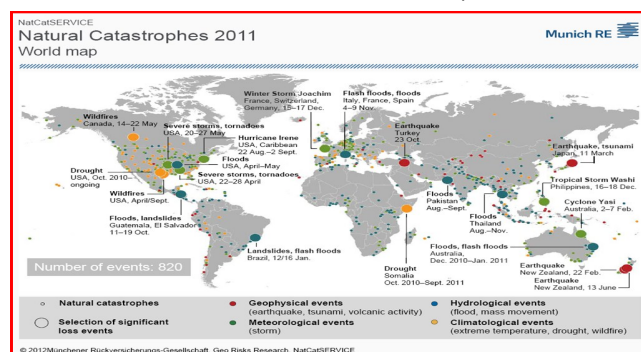 NatCatSERVICE
Natural Catastrophes 2011
World map
Munich RE
Winter Storm Joachim
France, Switzerland,
Germany, 15–17 Dec.
Flash floods, floods
Italy, France, Spain
4–9 Nov.
Wildfires
Canada, 14–22 May
Severe storms, tornadoes
USA, 20–27 May
Hurricane Irene
USA, Caribbean
22 Aug.–2 Sept.
Earthquake
Turkey
23 Oct.
Earthquake, tsunami
Japan, 11 March
Floods
USA, April–May
Drought
USA, Oct. 2010–
ongoing
Severe storms, tornadoes
USA, 22–28 April
Tropical Storm Washi
Philippines, 16–18 Dec.
Wildfires
USA, April/Sept.
Floods
Pakistan
Aug.–Sept.
Cyclone Yasi
Australia, 2–7 Feb.
Floods, landslides
Guatemala, El Salvador
11–19 Oct.
Floods
Thailand
Aug.–Nov.
Landslides, flash floods
Brazil, 12/16 Jan.
Floods, flash floods
Australia,
Dec. 2010–Jan. 2011
Drought
Somalia
Oct. 2010–Sept. 2011
Earthquake
New Zealand, 22 Feb.
Earthquake
New Zealand, 13 June
Number of events: 820
Natural catastrophes
Selection of significant
loss events
Geophysical events
(earthquake, tsunami, volcanic activity)
Meteorological events
(storm)
Hydrological events
(flood, mass movement)
Climatological events
(extreme temperature, drought, wildfire)
© 2012 Münchener Rückversicherungs-Gesellschaft, Geo Risks Research, NatCatSERVICE